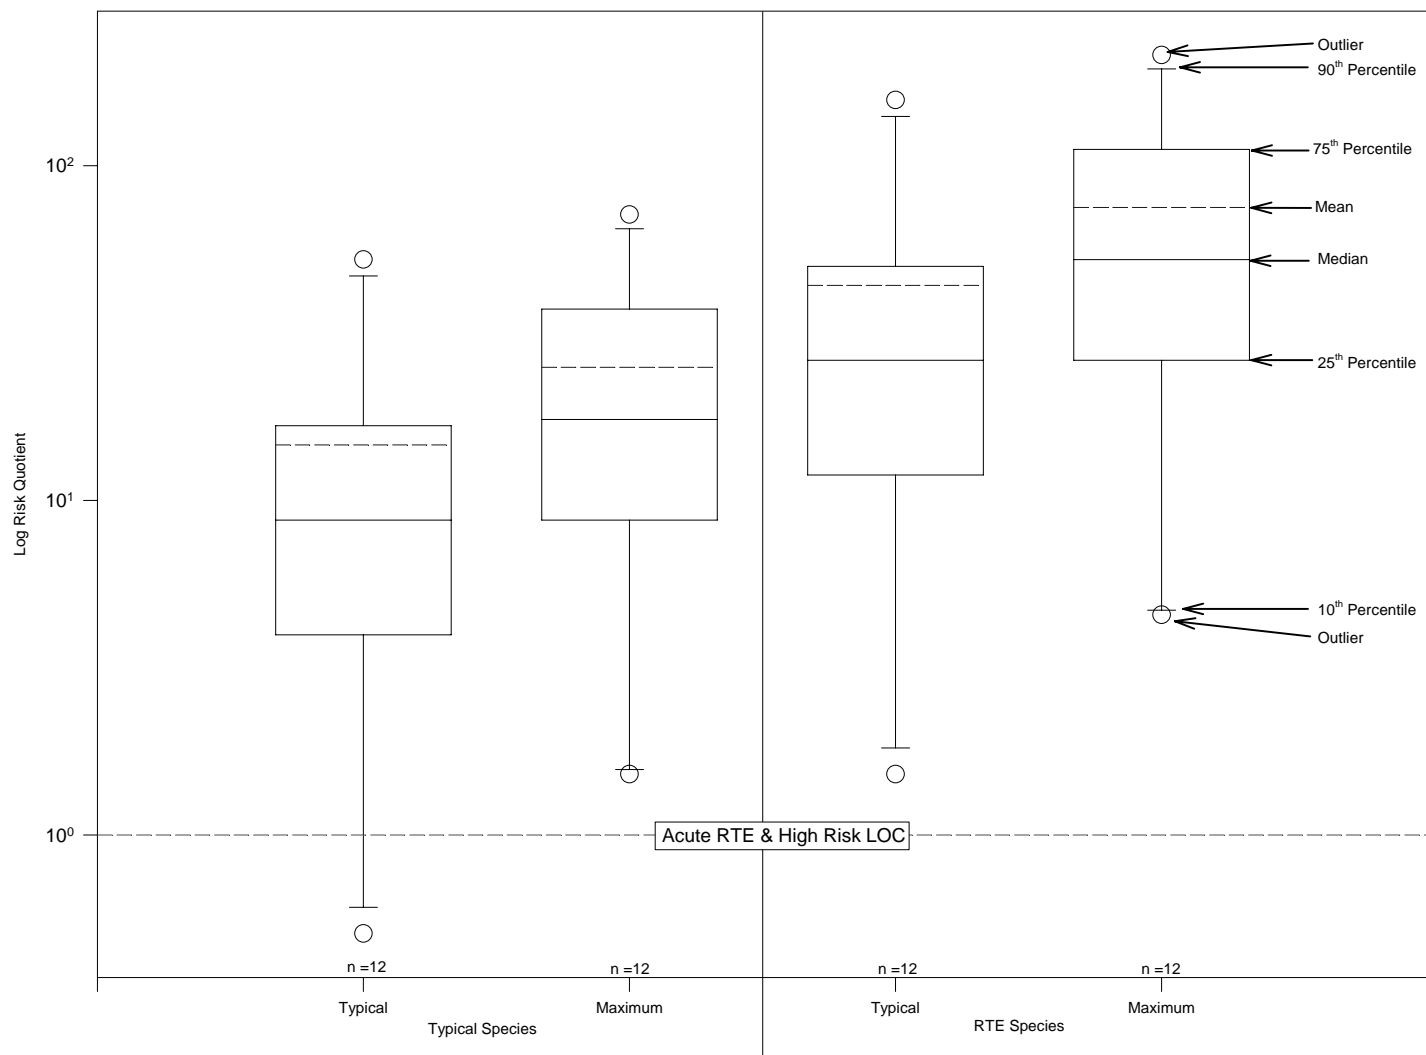 Outlier
90th Percentile
10²
75th Percentile
Mean
Median
25th Percentile
Log Risk Quotient
10¹
10th Percentile
Outlier
10⁰
Acute RTE & High Risk LOC
n =12
n =12
n =12
n =12
Typical
Maximum
Typical
Maximum
Typical Species
RTE Species